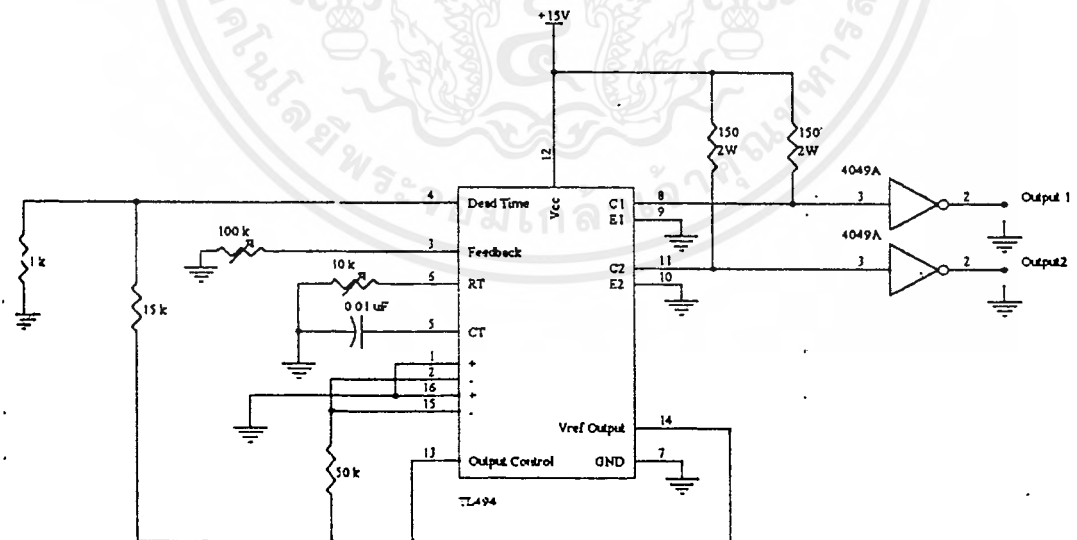 +15V
150
2W
150
2W
12
Vcc
4
Dead Time
C1
8
E1
9
4049A
3
2
Output 1
1 k
100 k
3
Feedback
4049A
10 k
6
RT
C2
11
E2
10
3
2
Output2
15 k
0.01 uF
5
CT
1
+
2
-
16
+
15
-
Vref Output
14
50 k
13
Output Control
GND
7
TL494